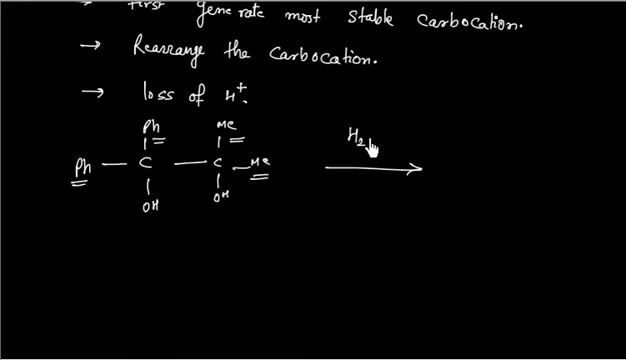 → First generate most stable carbocation.
→ Rearrange the carbocation.
→ loss of H⁺.
Ph Me
Ph — C — C — Me
OH OH
H₂